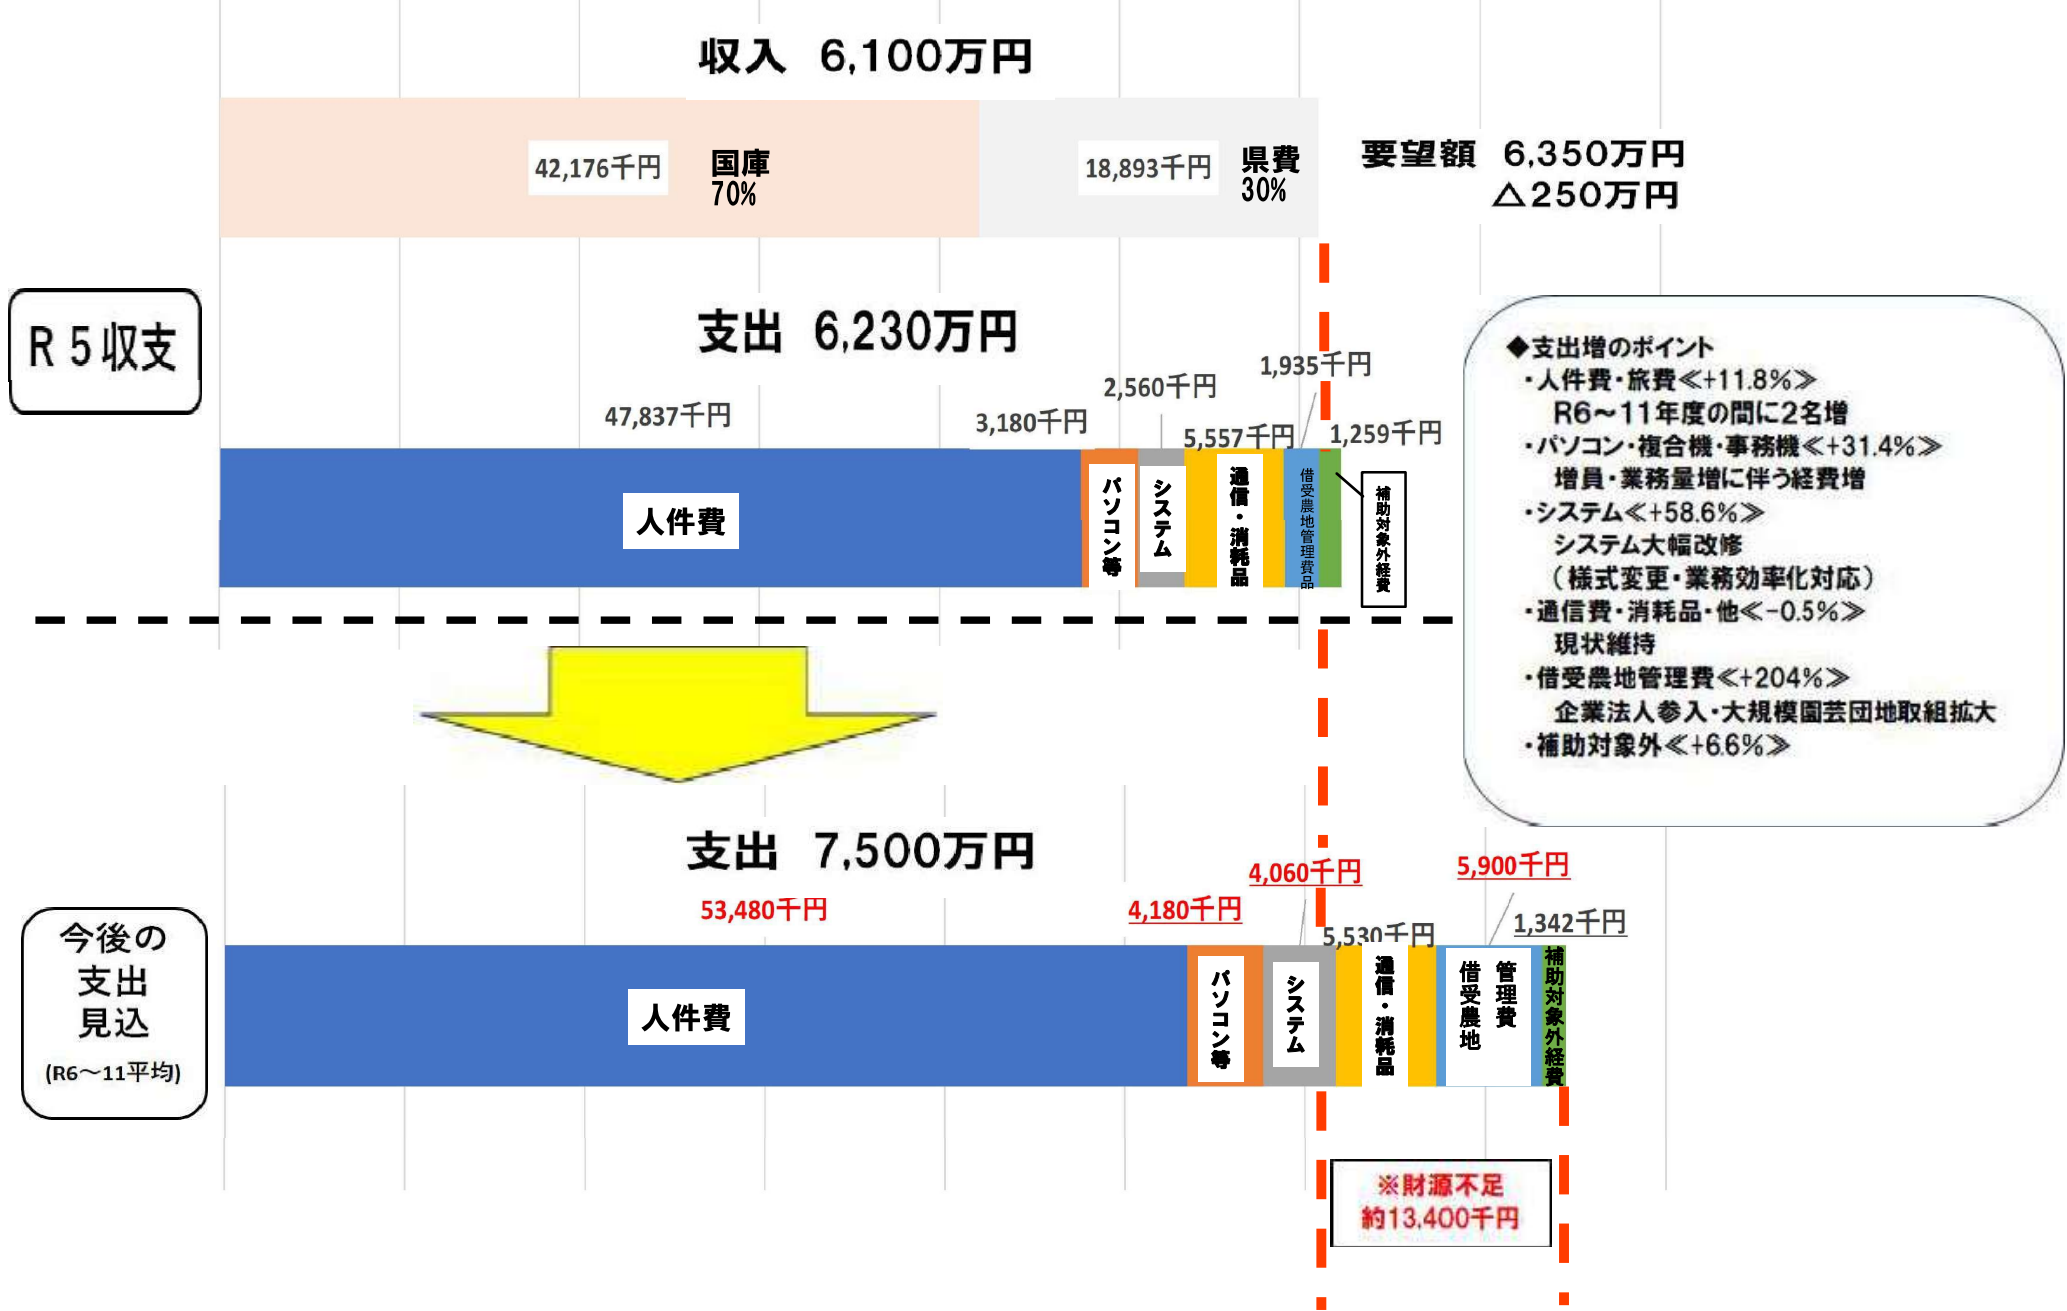 収入 6,100万円
42,176千円
国庫
70%
18,893千円
県費
30%
要望額 6,350万円
△250万円
R5収支
支出 6,230万円
47,837千円
3,180千円
2,560千円
5,557千円
1,935千円
1,259千円
人件費
パソコン等
システム
通信・消耗品
借受農地管理費品
補助対象外経費
◆支出増のポイント
・人件費・旅費≪+11.8%≫
R6～11年度の間に2名増
・パソコン・複合機・事務機≪+31.4%≫
増員・業務量増に伴う経費増
・システム≪+58.6%≫
システム大幅改修
（様式変更・業務効率化対応）
・通信費・消耗品・他≪-0.5%≫
現状維持
・借受農地管理費≪+204%≫
企業法人参入・大規模園芸団地取組拡大
・補助対象外≪+6.6%≫
支出 7,500万円
今後の
支出
見込
(R6～11平均)
53,480千円
4,180千円
4,060千円
5,530千円
5,900千円
1,342千円
人件費
パソコン等
システム
通信・消耗品
借受農地
管理費
補助対象外経費
※財源不足
約13,400千円